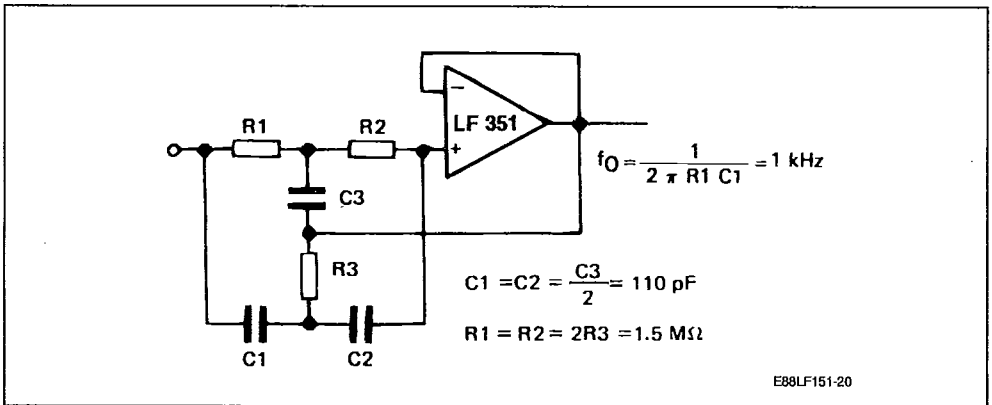 R1
R2
C3
R3
C1
C2
−
+
LF 351
fO = 1 / 2 π R1 C1 = 1 kHz
C1 = C2 = C3 / 2 = 110 pF
R1 = R2 = 2R3 = 1.5 MΩ
E88LF151-20